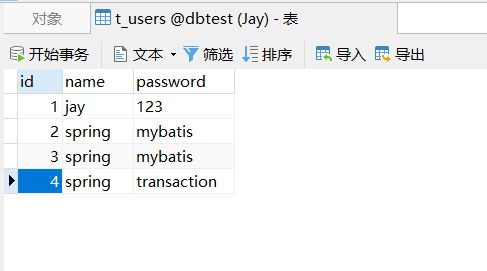 对象 t_users @dbtest (Jay) - 表
开始事务 文本 筛选 排序 导入 导出
id name password
1 jay 123
2 spring mybatis
3 spring mybatis
4 spring transaction